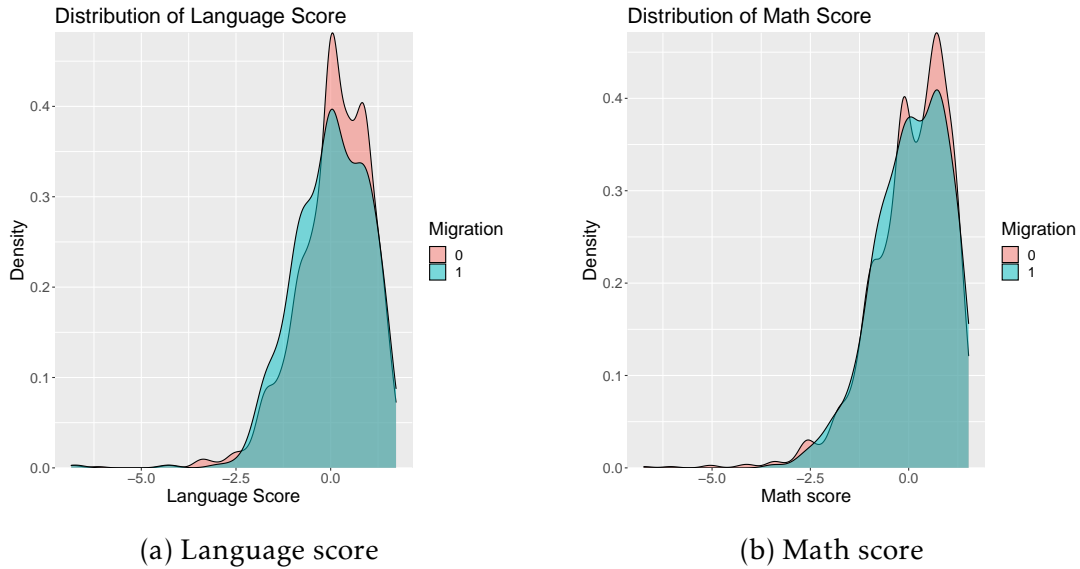 Distribution of Language Score
Density
0.4
0.3
0.2
0.1
0.0
−5.0 −2.5 0.0
Language Score
Migration
0
1
(a) Language score
Distribution of Math Score
Density
0.4
0.3
0.2
0.1
0.0
−5.0 −2.5 0.0
Math score
Migration
0
1
(b) Math score